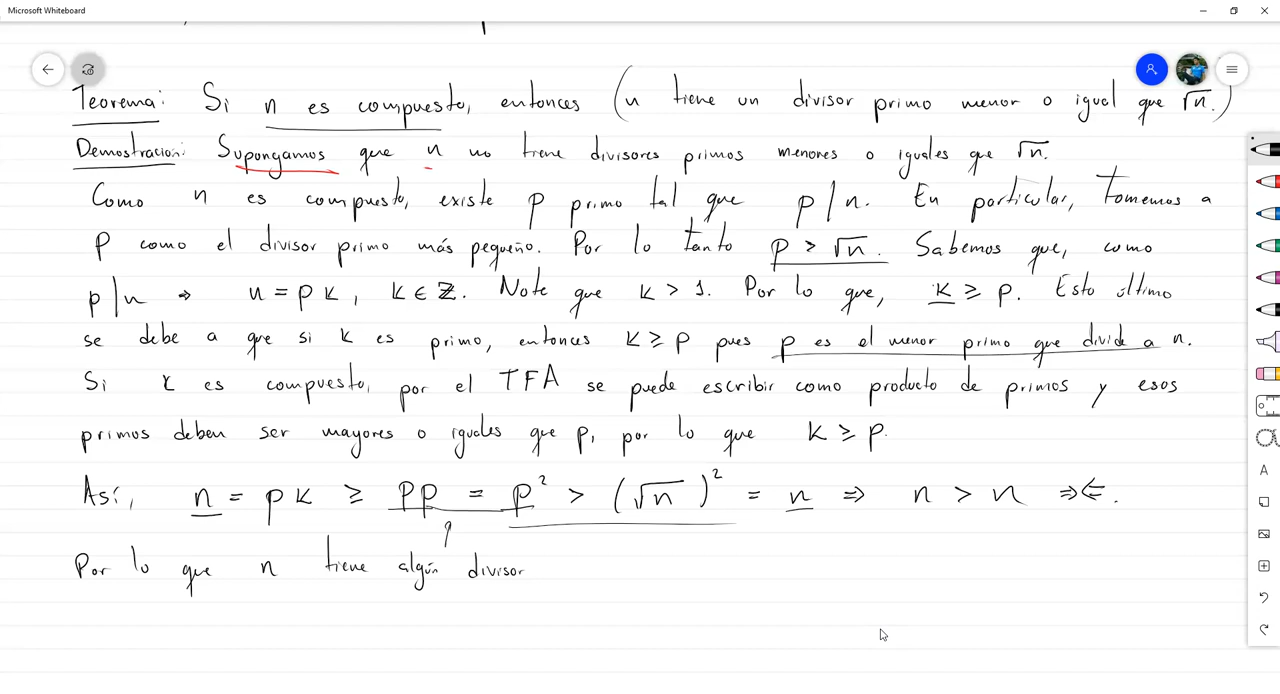 Microsoft Whiteboard
Teorema: Si n es compuesto, entonces (n tiene un divisor primo menor o igual que √n.)
Demostracion: Supongamos que n no tiene divisores primos menores o iguales que √n.
Como n es compuesto, existe p primo tal que p | n. En particular, tomemos a
p como el divisor primo más pequeño. Por lo tanto p > √n. Sabemos que, como
p | n ⇒ n = p k, k ∈ ℤ. Note que k > 1. Por lo que, k ≥ p. Esto último
se debe a que si k es primo, entonces k ≥ p pues p es el menor primo que divide a n.
Si k es compuesto, por el TFA se puede escribir como producto de primos y esos
primos deben ser mayores o iguales que p, por lo que k ≥ p.
Así, n = p k ≥ p p = p² > (√n)² = n ⇒ n > n ⇒⇐.
Por lo que n tiene algún divisor
A